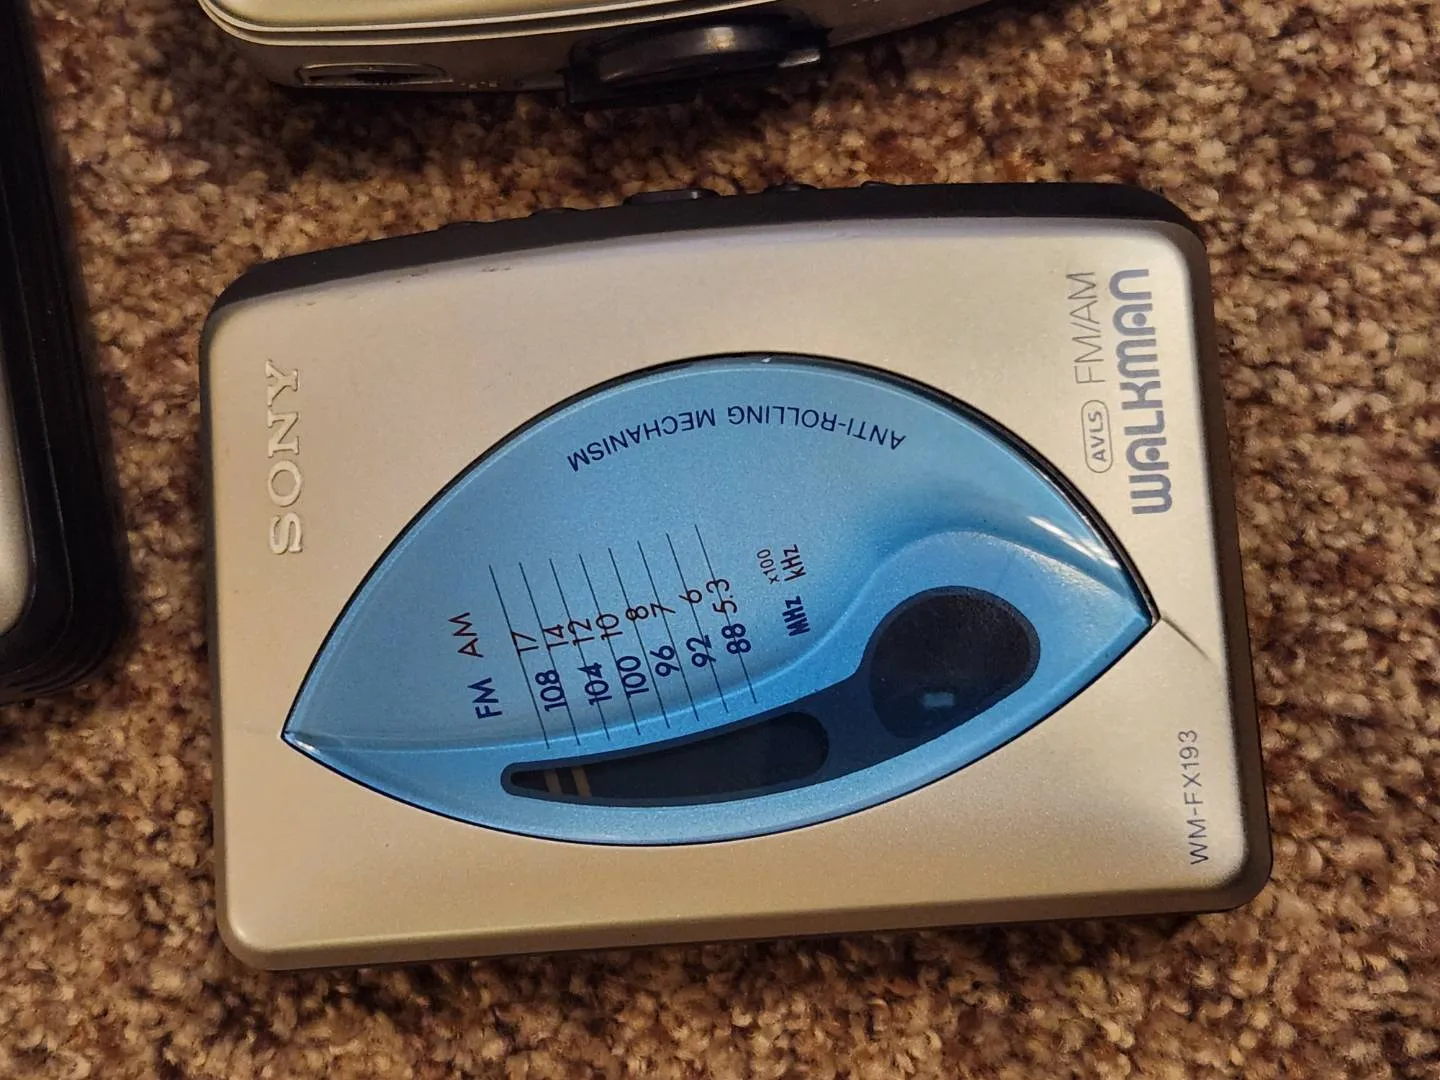 SONY
ANTI-ROLLING MECHANISM
FM AM
108 17
14
104 12
10
100 8
96 7
92 6
88 5.3
MHz x100 kHz
AVLS FM/AM
WALKMAN
WM-FX193